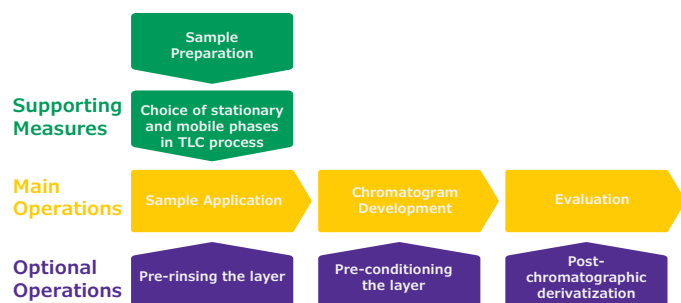 Sample
Preparation
Supporting
Measures
Choice of stationary
and mobile phases
in TLC process
Main
Operations
Sample Application
Chromatogram
Development
Evaluation
Optional
Operations
Pre-rinsing the layer
Pre-conditioning
the layer
Post-
chromatographic
derivatization